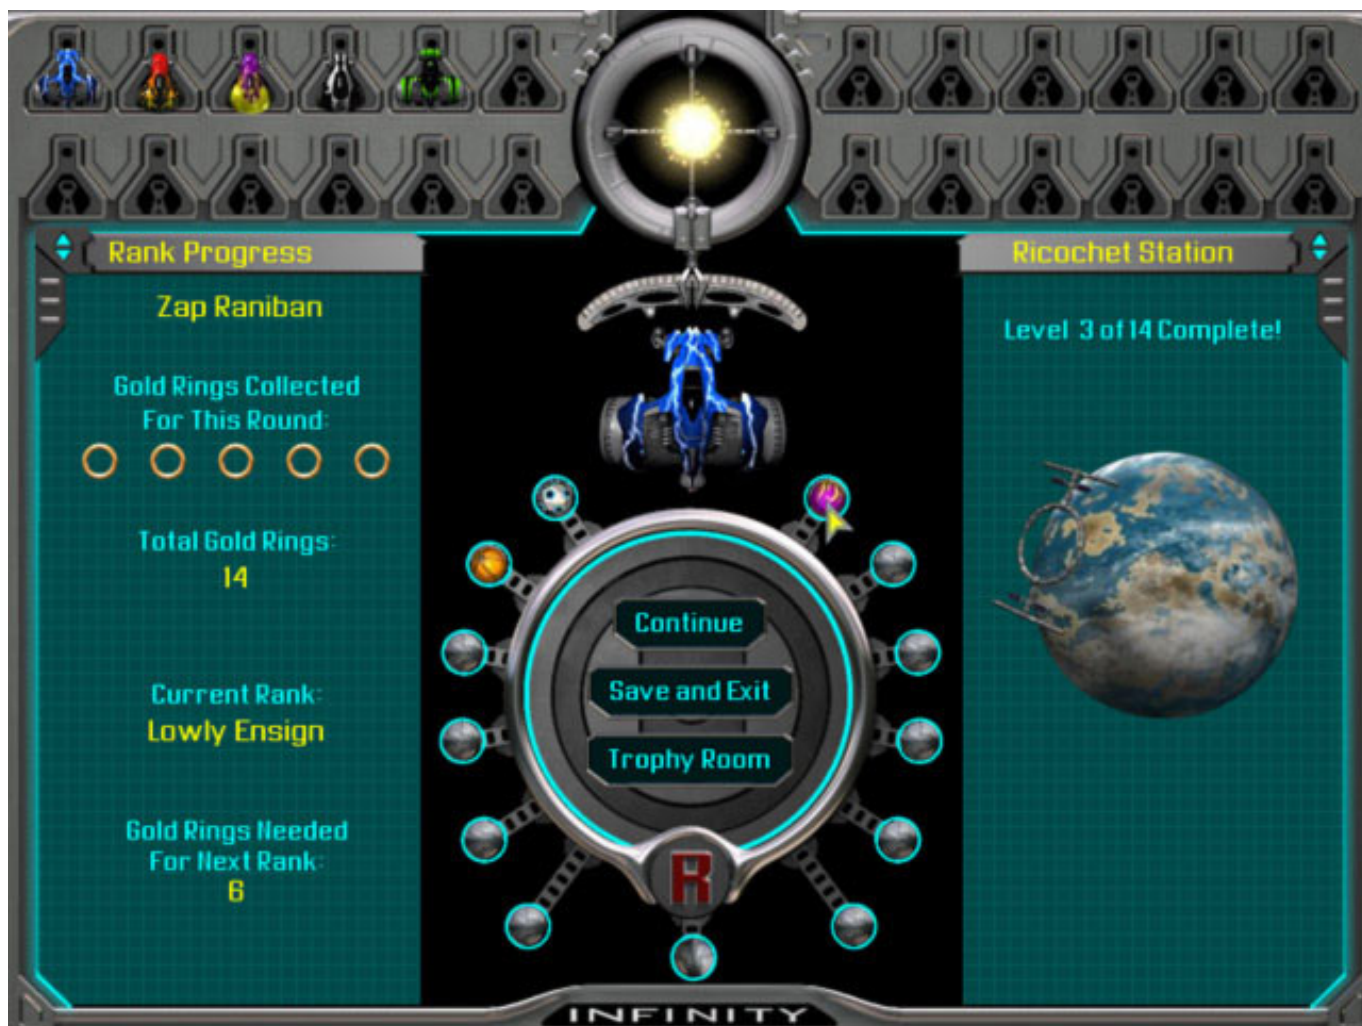 Rank Progress
Zap Raniban
Gold Rings Collected
For This Round:
Total Gold Rings:
14
Current Rank:
Lowly Ensign
Gold Rings Needed
For Next Rank:
6
Continue
Save and Exit
Trophy Room
R
INFINITY
Ricochet Station
Level 3 of 14 Complete!